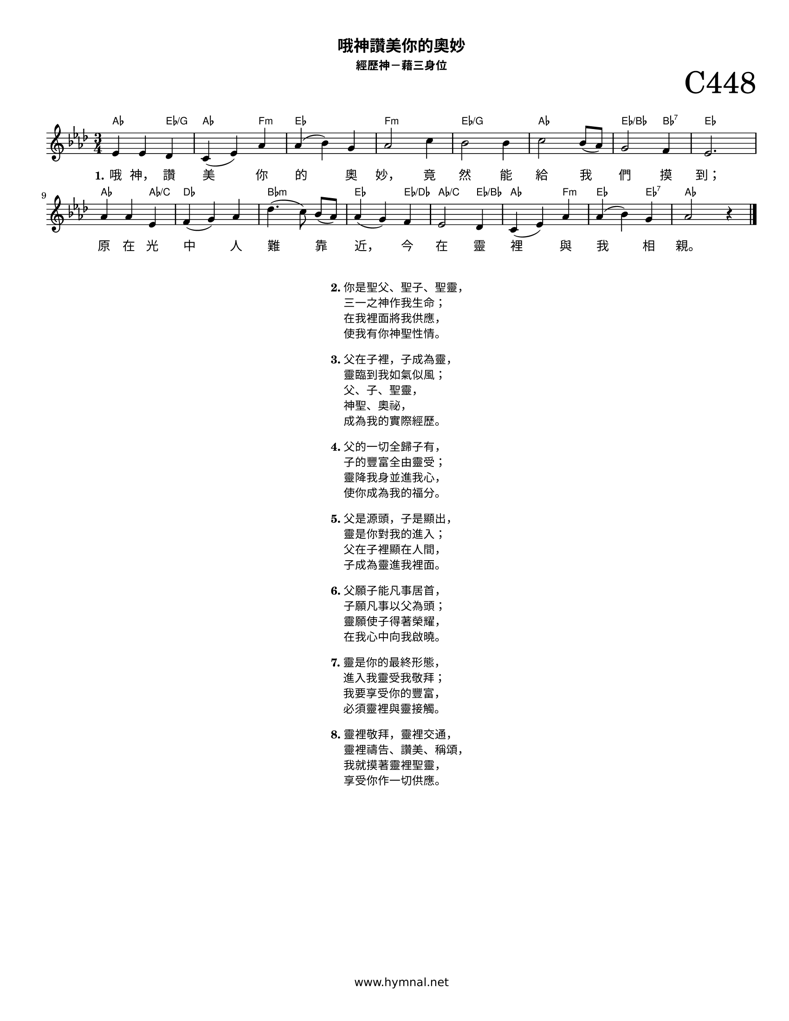 哦神讚美你的奧妙
經歷神－藉三身位
C448
A♭ E♭/G A♭ Fm E♭ Fm E♭/G A♭ E♭/B♭ B♭7 E♭
3
4
1. 哦 神， 讚 美 你 的 奧 妙， 竟 然 能 給 我 們 摸 到；
9
A♭ A♭/C D♭ B♭m E♭ E♭/D♭ A♭/C E♭/B♭ A♭ Fm E♭ E♭7 A♭
原 在 光 中 人 難 靠 近， 今 在 靈 裡 與 我 相 親。
2. 你是聖父、聖子、聖靈，
三一之神作我生命；
在我裡面將我供應，
使我有你神聖性情。
3. 父在子裡，子成為靈，
靈臨到我如氣似風；
父、子、聖靈，
神聖、奧祕，
成為我的實際經歷。
4. 父的一切全歸子有，
子的豐富全由靈受；
靈降我身並進我心，
使你成為我的福分。
5. 父是源頭，子是顯出，
靈是你對我的進入；
父在子裡顯在人間，
子成為靈進我裡面。
6. 父願子能凡事居首，
子願凡事以父為頭；
靈願使子得著榮耀，
在我心中向我啟曉。
7. 靈是你的最終形態，
進入我靈受我敬拜；
我要享受你的豐富，
必須靈裡與靈接觸。
8. 靈裡敬拜，靈裡交通，
靈裡禱告、讚美、稱頌，
我就摸著靈裡聖靈，
享受你作一切供應。
www.hymnal.net